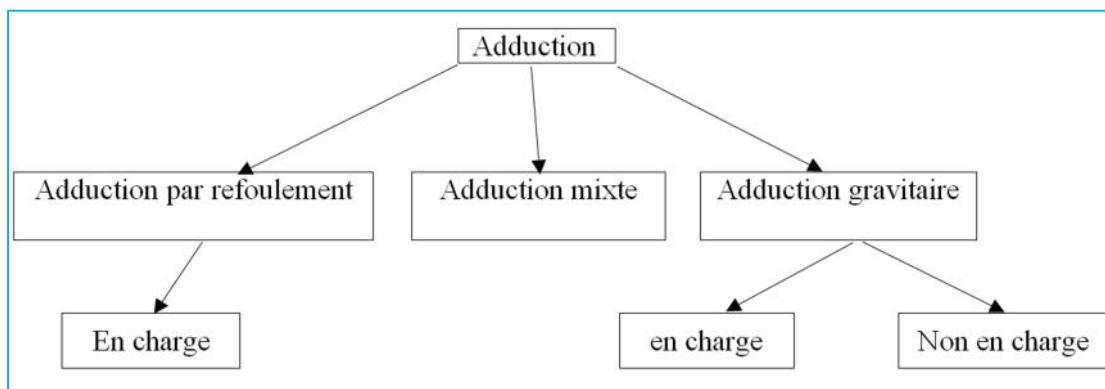 Adduction
Adduction par refoulement
Adduction mixte
Adduction gravitaire
En charge
en charge
Non en charge